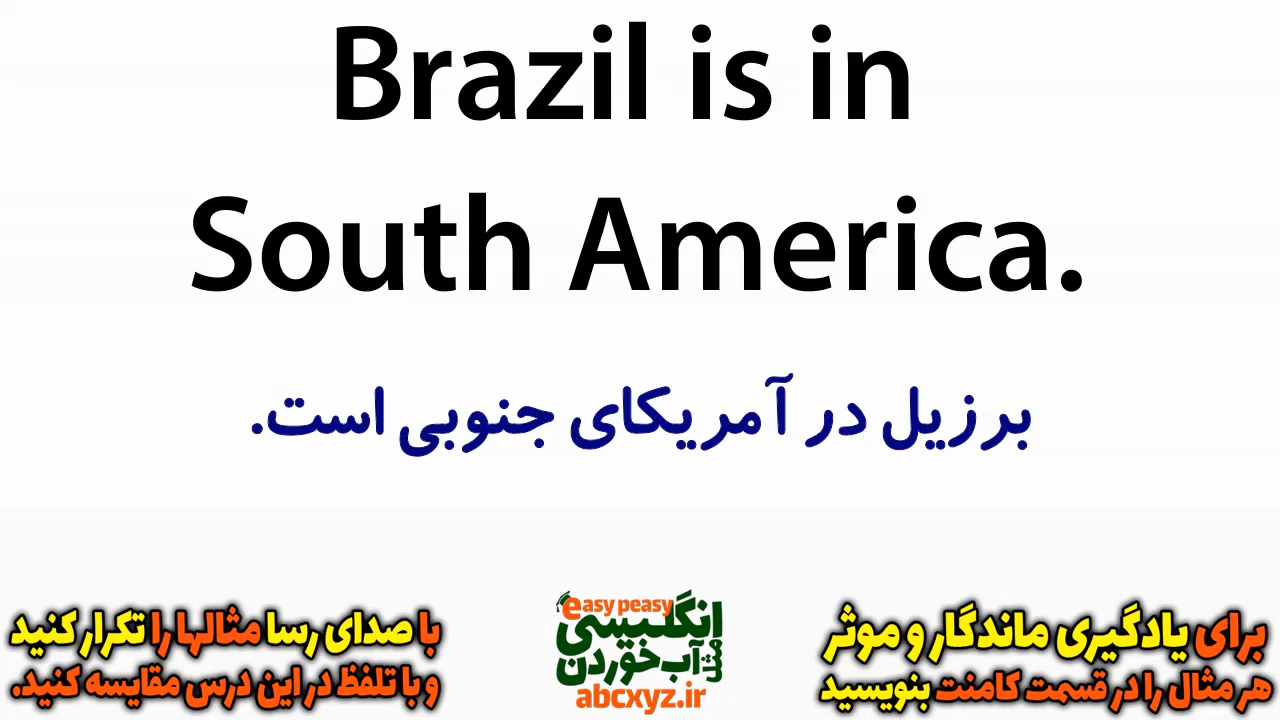 Brazil is in
South America.
برزیل در آمریکای جنوبی است.
برای یادگیری ماندگار و موثر
هر مثال را در قسمت کامنت بنویسید
easy peasy
انگلیسی
مثل آب خوردن
abcxyz.ir
با صدای رسا مثالها را تکرار کنید
و با تلفظ در این درس مقایسه کنید.